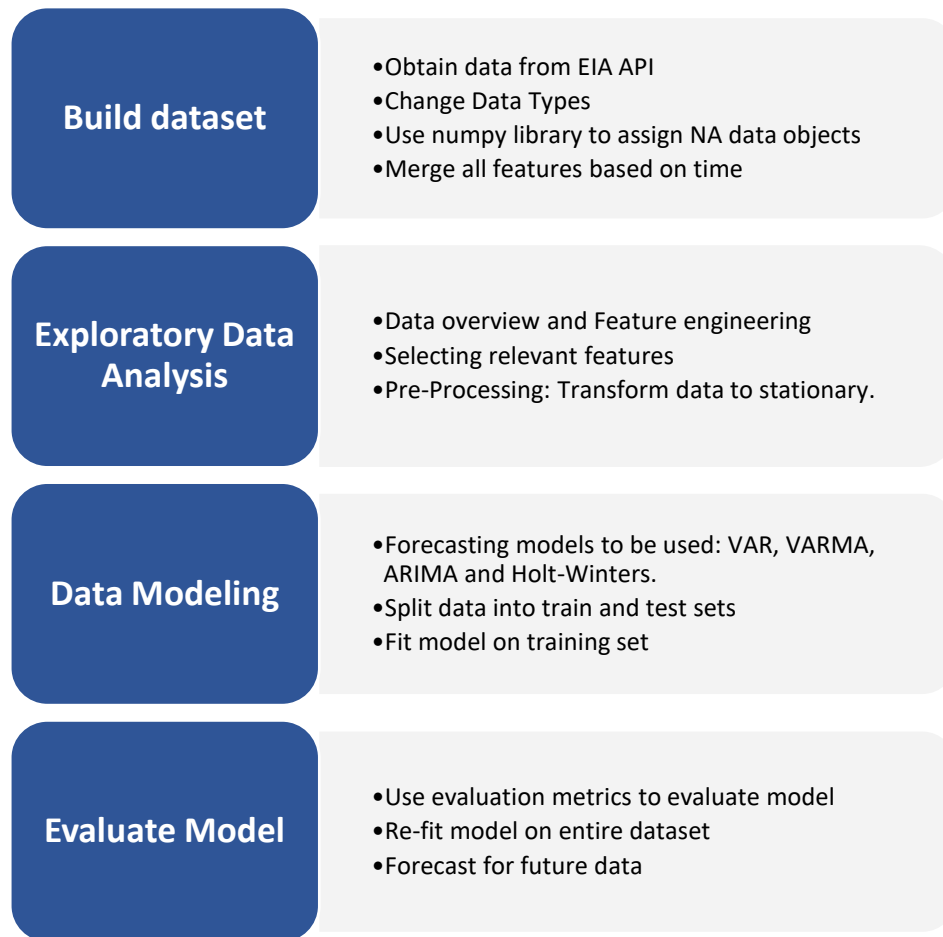 Build dataset
•Obtain data from EIA API
•Change Data Types
•Use numpy library to assign NA data objects
•Merge all features based on time
Exploratory Data
Analysis
•Data overview and Feature engineering
•Selecting relevant features
•Pre-Processing: Transform data to stationary.
Data Modeling
•Forecasting models to be used: VAR, VARMA,
ARIMA and Holt-Winters.
•Split data into train and test sets
•Fit model on training set
Evaluate Model
•Use evaluation metrics to evaluate model
•Re-fit model on entire dataset
•Forecast for future data